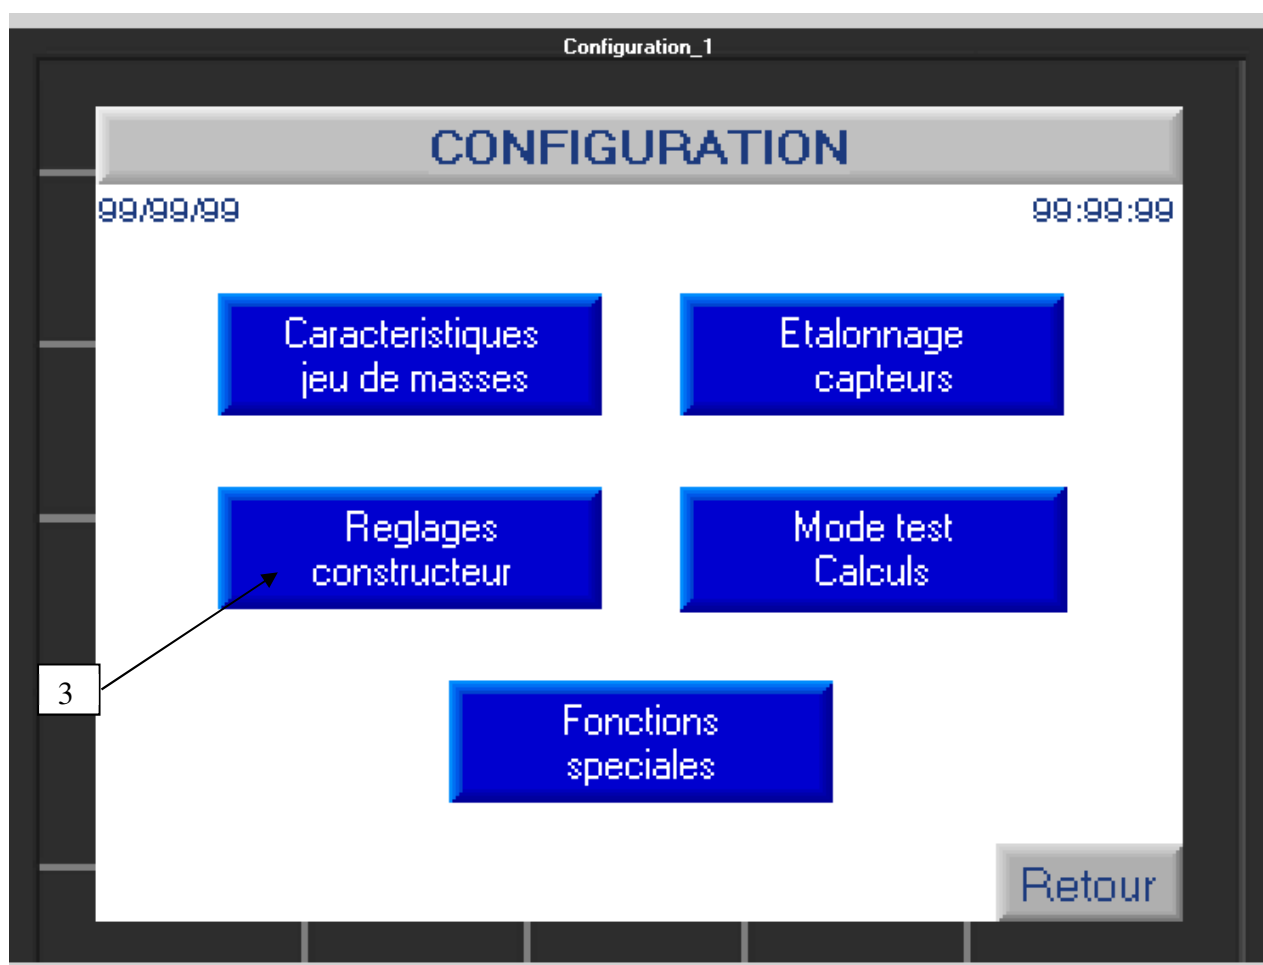 Configuration_1
CONFIGURATION
99/99/99
99:99:99
Caracteristiques
jeu de masses
Etalonnage
capteurs
Reglages
constructeur
Mode test
Calculs
3
Fonctions
speciales
Retour